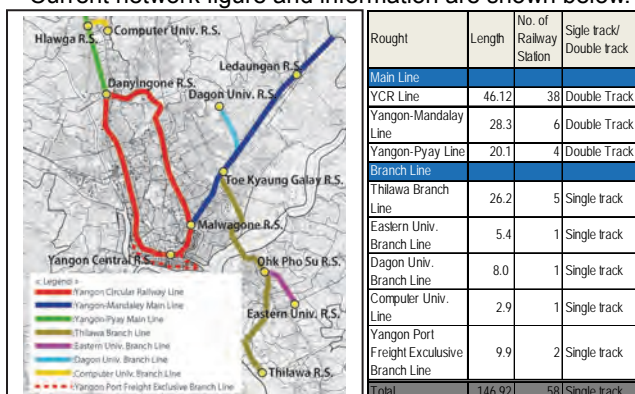 Current network figure and information are shown below.
Hlawga R.S.
Computer Univ. R.S.
Ledaungan R.S.
Danyingone R.S.
Dagon Univ. R.S.
Toe Kyaung Galay R.S.
Malwagone R.S.
Yangon Central R.S.
Ohk Pho Su R.S.
Eastern Univ. R.S.
Thilawa R.S.
< Legend >
:Yangon Circular Railway Line
:Yangon-Mandaley Main Line
:Yangon-Pyay Main Line
:Thilawa Branch Line
:Eastern Univ. Branch Line
:Dagon Univ. Branch Line
:Computer Univ. Branch Line
:Yangon Port Freight Exclusive Branch Line
Rought Length No. of Railway Station Sigle track/ Double track
Main Line
YCR Line 46.12 38 Double Track
Yangon-Mandalay Line 28.3 6 Double Track
Yangon-Pyay Line 20.1 4 Double Track
Branch Line
Thilawa Branch Line 26.2 5 Single track
Eastern Univ. Branch Line 5.4 1 Single track
Dagon Univ. Branch Line 8.0 1 Single track
Computer Univ. Line 2.9 1 Single track
Yangon Port Freight Exculusive Branch Line 9.9 2 Single track
Total 146.92 58 Single track